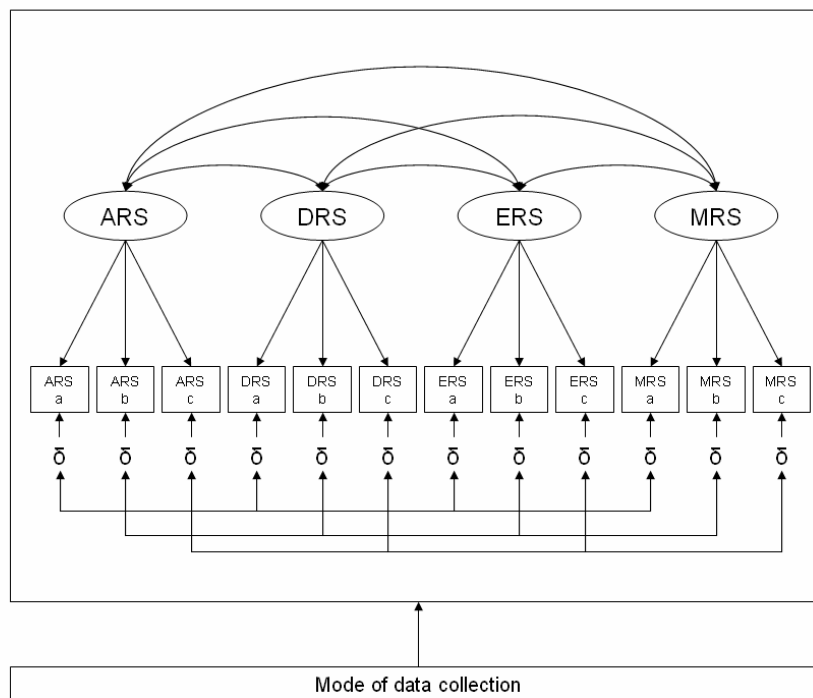 ARS DRS ERS MRS
ARS ARS ARS DRS DRS DRS ERS ERS ERS MRS MRS MRS
a b c a b c a b c a b c
δ δ δ δ δ δ δ δ δ δ δ δ
Mode of data collection